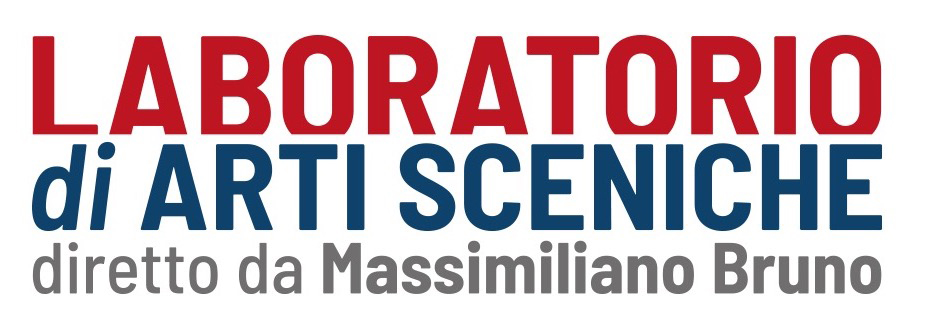 LABORATORIO
di ARTI SCENICHE
diretto da Massimiliano Bruno